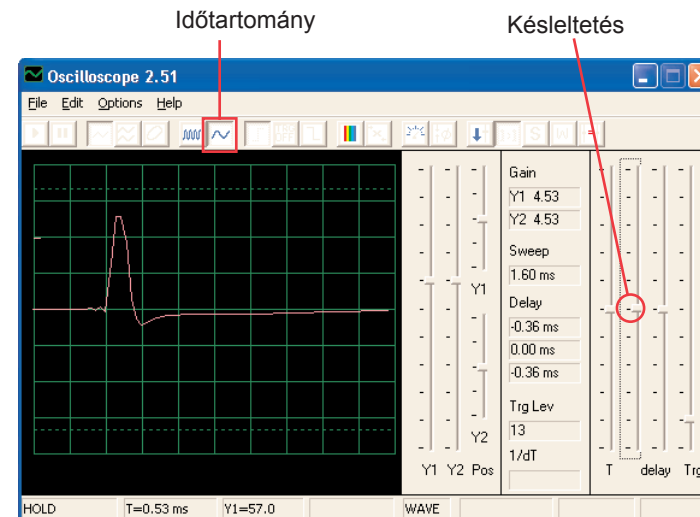 Időtartomány
Késleltetés
Oscilloscope 2.51
File Edit Options Help
Gain
Y1 4.53
Y2 4.53
Sweep
1.60 ms
Y1
Delay
-0.36 ms
0.00 ms
-0.36 ms
Trg Lev
13
Y2
1/dT
Y1 Y2 Pos
T delay Trg
HOLD T=0.53 ms Y1=57.0 WAVE